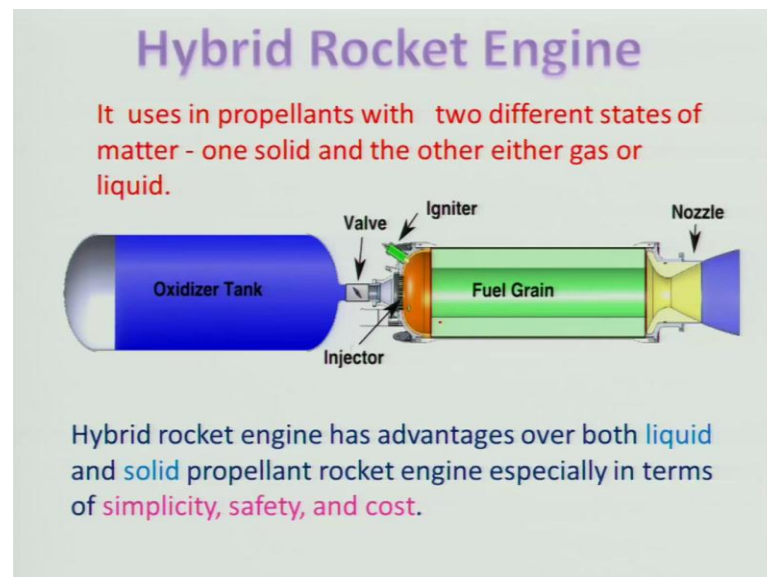 Hybrid Rocket Engine
It uses in propellants with two different states of
matter - one solid and the other either gas or
liquid.
Valve
Igniter
Nozzle
Oxidizer Tank
Fuel Grain
Injector
Hybrid rocket engine has advantages over both liquid
and solid propellant rocket engine especially in terms
of simplicity, safety, and cost.